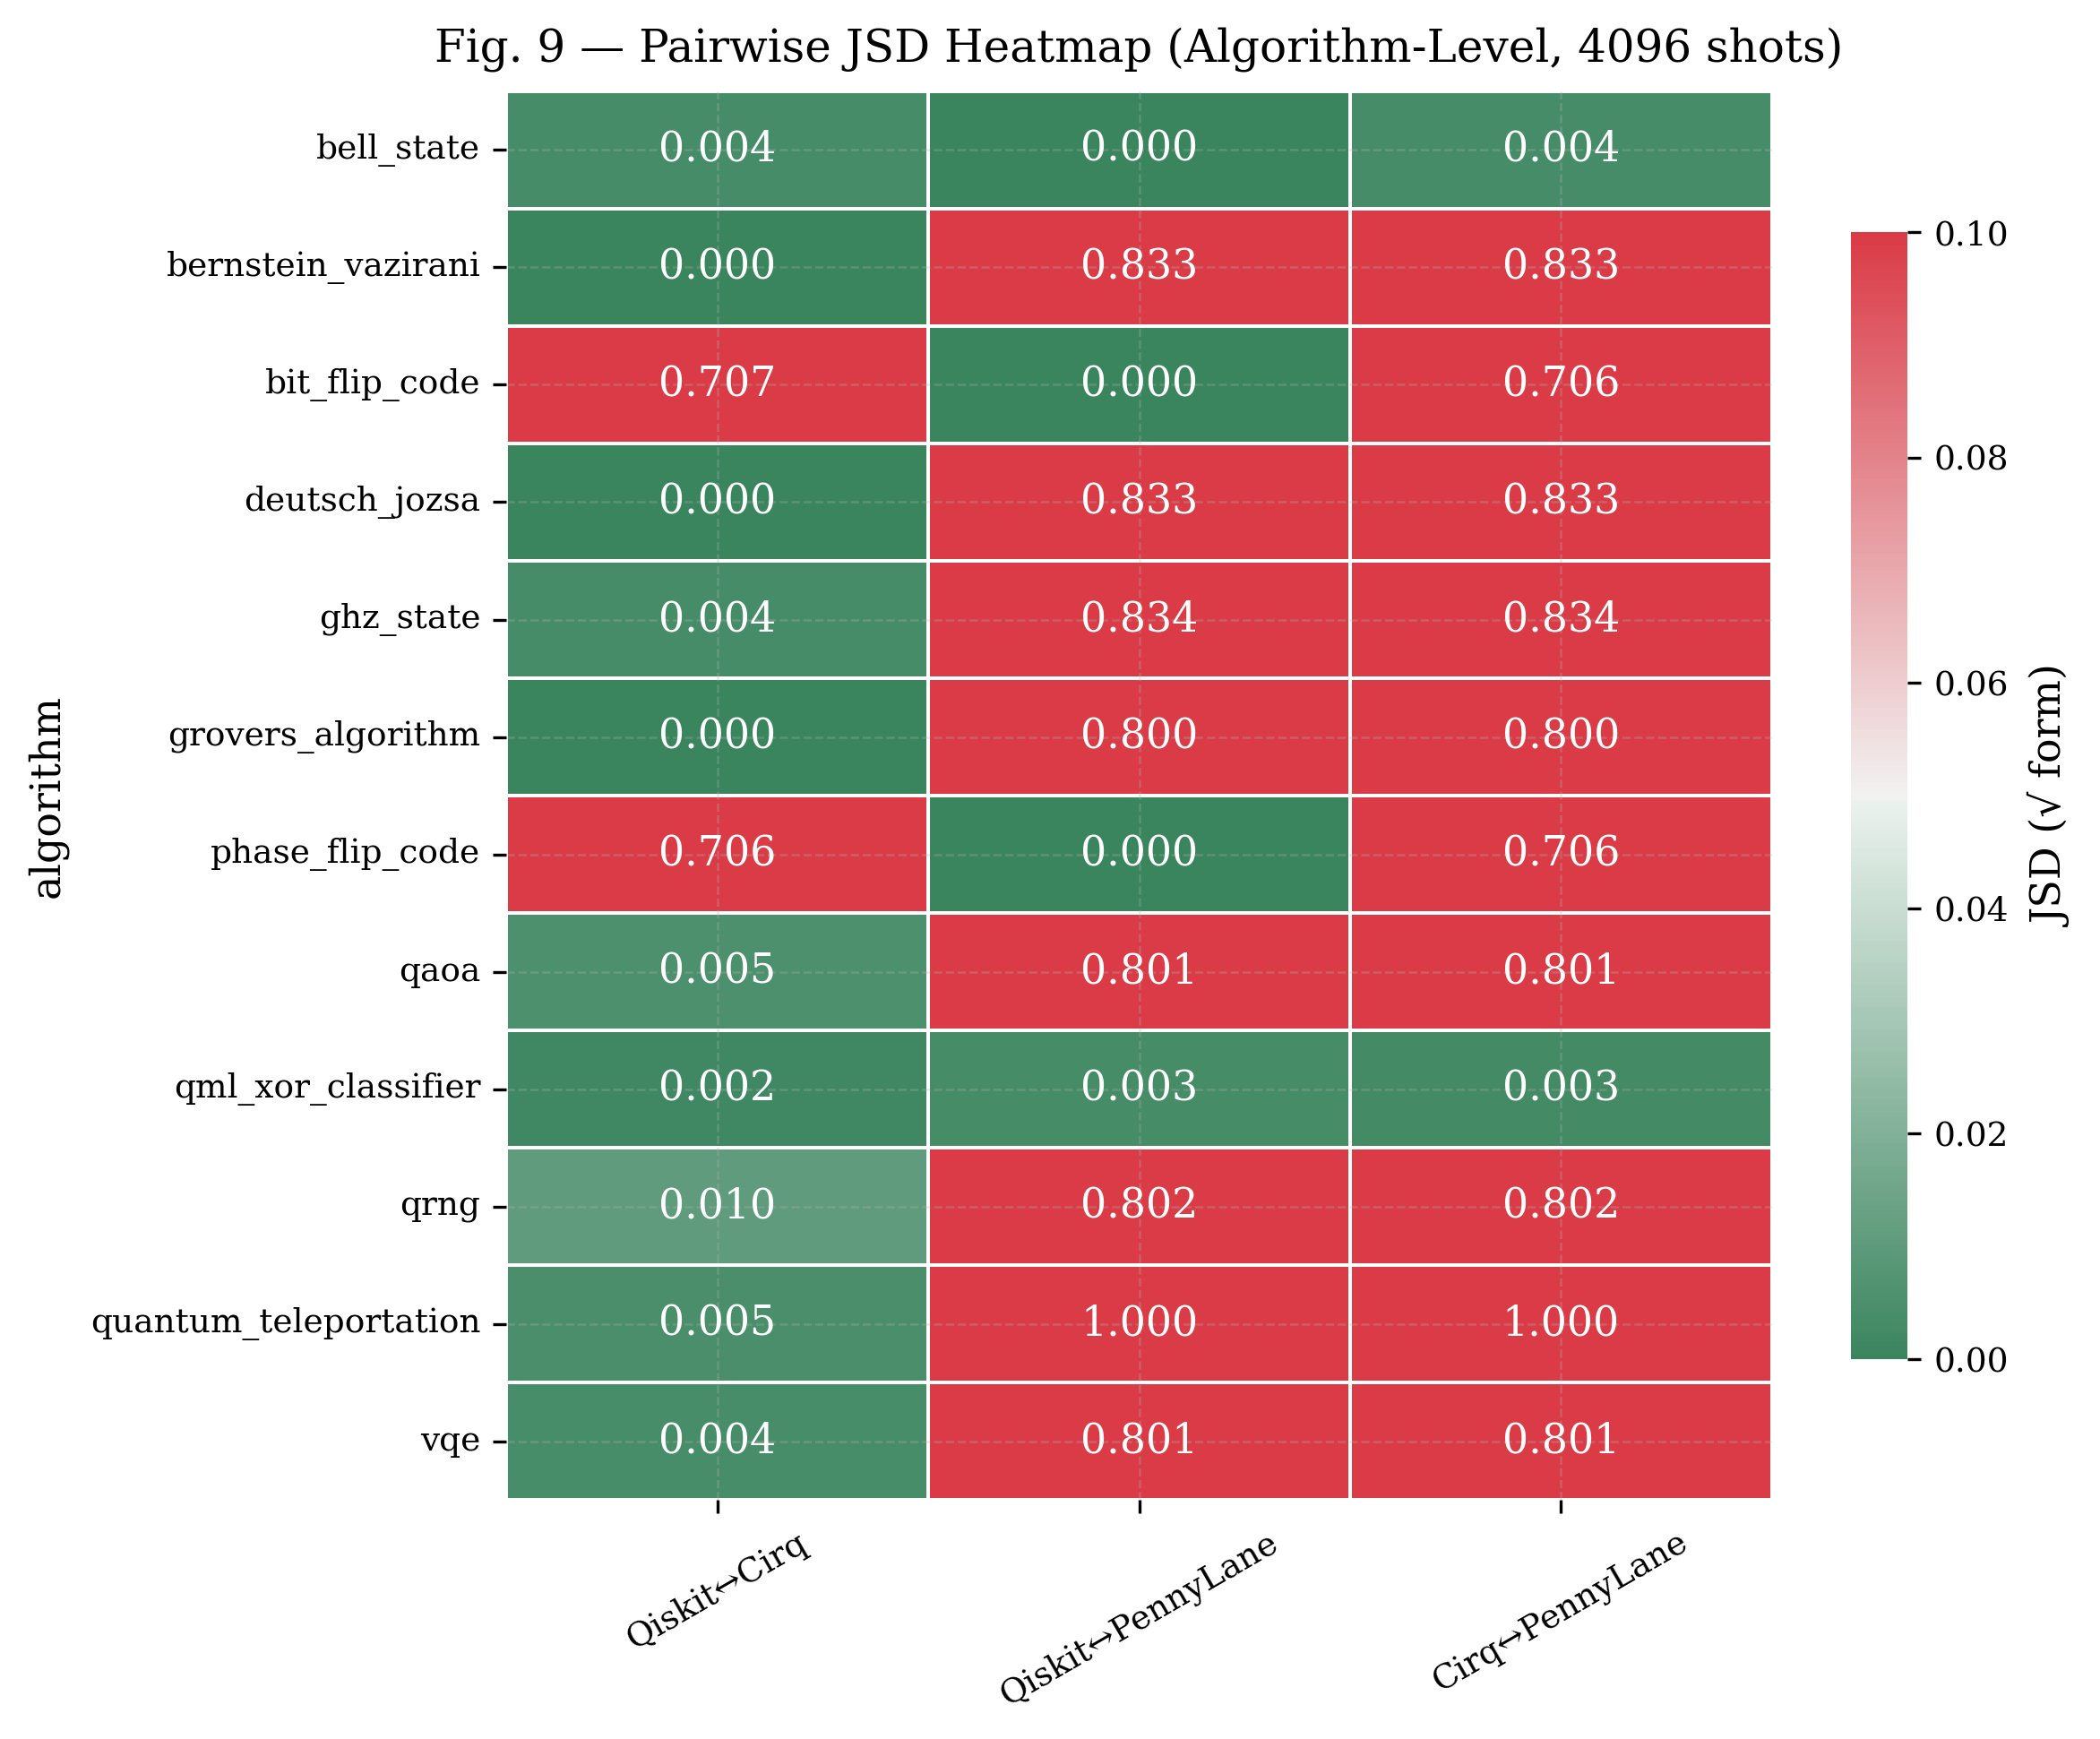 Fig. 9 — Pairwise JSD Heatmap (Algorithm-Level, 4096 shots)
algorithm
bell_state 0.004 0.000 0.004
bernstein_vazirani 0.000 0.833 0.833
bit_flip_code 0.707 0.000 0.706
deutsch_jozsa 0.000 0.833 0.833
ghz_state 0.004 0.834 0.834
grovers_algorithm 0.000 0.800 0.800
phase_flip_code 0.706 0.000 0.706
qaoa 0.005 0.801 0.801
qml_xor_classifier 0.002 0.003 0.003
qrng 0.010 0.802 0.802
quantum_teleportation 0.005 1.000 1.000
vqe 0.004 0.801 0.801
Qiskit↔Cirq Qiskit↔PennyLane Cirq↔PennyLane
0.10
0.08
0.06
0.04
0.02
0.00
JSD (√ form)